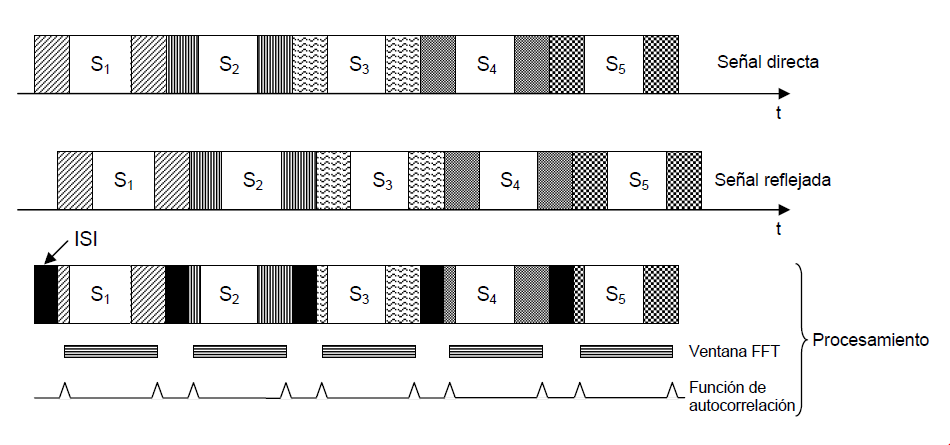 S1 S2 S3 S4 S5 Señal directa
t
S1 S2 S3 S4 S5 Señal reflejada
t
ISI
S1 S2 S3 S4 S5
Procesamiento
Ventana FFT
Función de
autocorrelación